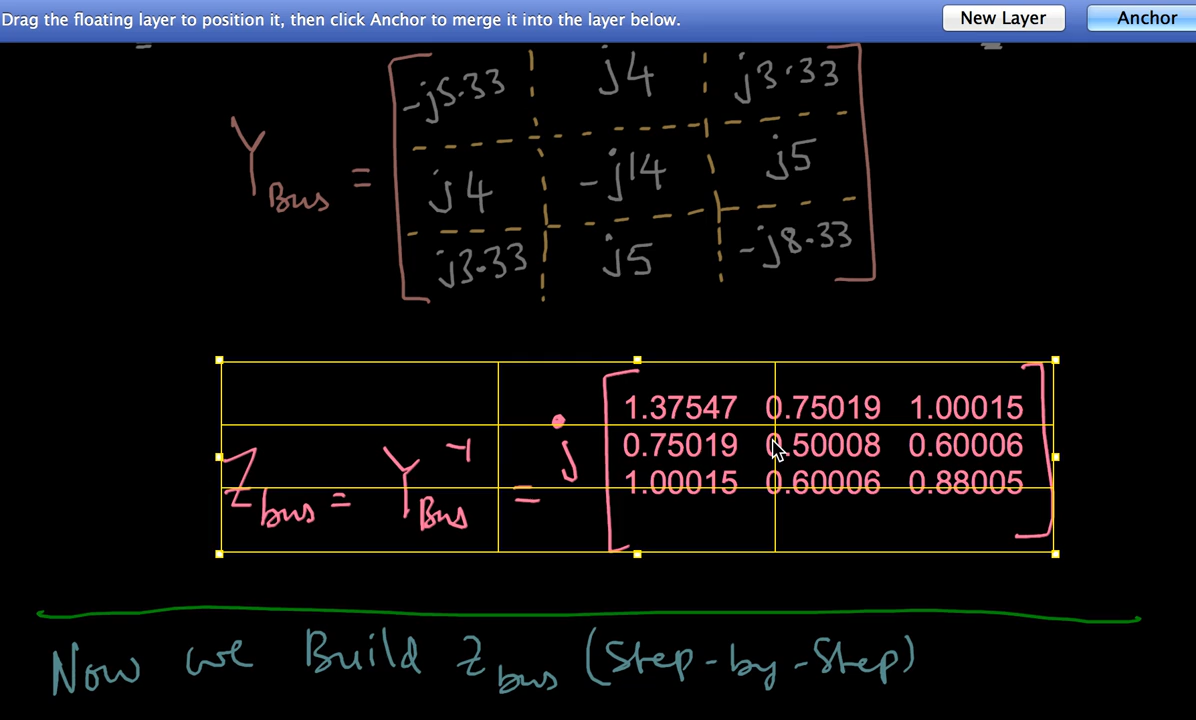 Drag the floating layer to position it, then click Anchor to merge it into the layer below. New Layer Anchor
-j5.33 j4 j3.33
Y Bus = j4 -j14 j5
j3.33 j5 -j8.33
1.37547 0.75019 1.00015
0.75019 0.50008 0.60006
Z bus = Y Bus -1 = j 1.00015 0.60006 0.88005
Now we Build Z bus (Step-by-Step)